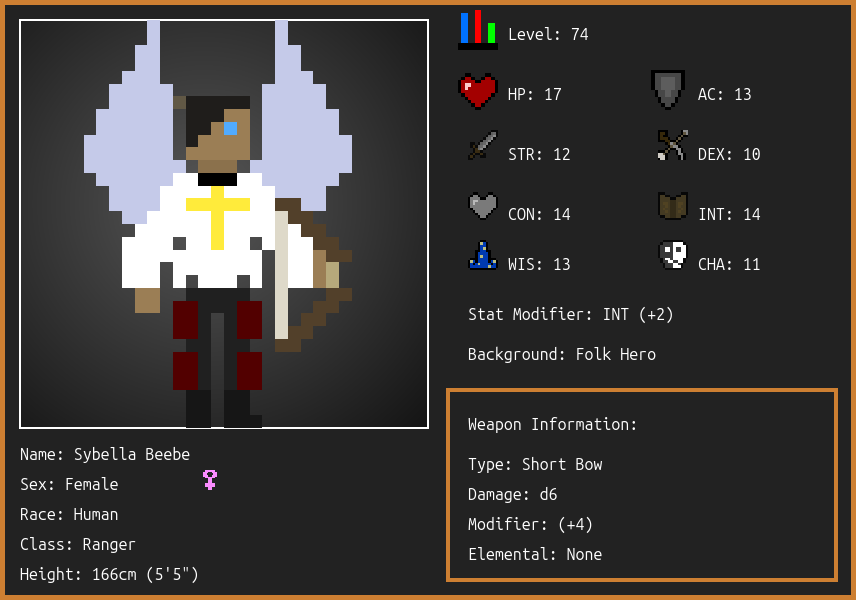 Level: 74
HP: 17
AC: 13
STR: 12
DEX: 10
CON: 14
INT: 14
WIS: 13
CHA: 11
Stat Modifier: INT (+2)
Background: Folk Hero
Weapon Information:
Type: Short Bow
Damage: d6
Modifier: (+4)
Elemental: None
Name: Sybella Beebe
Sex: Female
Race: Human
Class: Ranger
Height: 166cm (5'5")